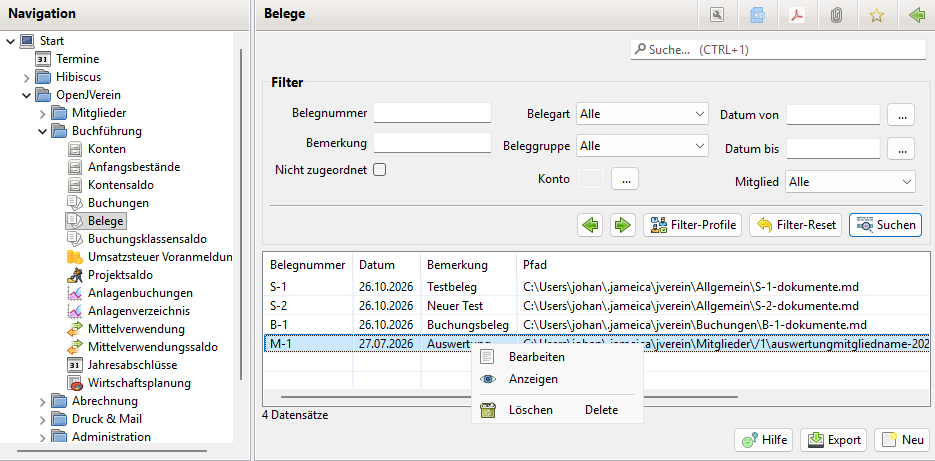 Navigation
Start
Termine
Hibiscus
OpenJVerein
Mitglieder
Buchführung
Konten
Anfangsbestände
Kontensaldo
Buchungen
Belege
Buchungsklassensaldo
Umsatzsteuer Voranmeldun
Projektsaldo
Anlagenbuchungen
Anlagenverzeichnis
Mittelverwendung
Mittelverwendungssaldo
Jahresabschlüsse
Wirtschaftsplanung
Abrechnung
Druck & Mail
Administration
Belege
Suche... (CTRL+1)
Filter
Belegnummer Belegart Alle Datum von ...
Bemerkung Beleggruppe Alle Datum bis ...
Nicht zugeordnet Konto ... Mitglied Alle
Filter-Profile Filter-Reset Suchen
Belegnummer Datum Bemerkung Pfad
S-1 26.10.2026 Testbeleg C:\Users\johan\.jameica\jverein\Allgemein\S-1-dokumente.md
S-2 26.10.2026 Neuer Test C:\Users\johan\.jameica\jverein\Allgemein\S-2-dokumente.md
B-1 26.10.2026 Buchungsbeleg C:\Users\johan\.jameica\jverein\Buchungen\B-1-dokumente.md
M-1 27.07.2026 Auswertung C:\Users\johan\.jameica\jverein\Mitglieder\/1\auswertungmitgliedname-202
Bearbeiten
Anzeigen
Löschen Delete
4 Datensätze
Hilfe Export Neu